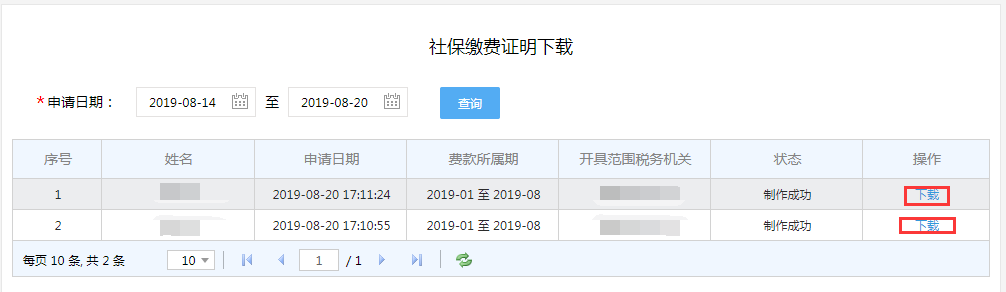 社保缴费证明下载
*申请日期： 2019-08-14 至 2019-08-20 查询
序号 姓名 申请日期 费款所属期 开具范围税务机关 状态 操作
1 2019-08-20 17:11:24 2019-01 至 2019-08 制作成功 下载
2 2019-08-20 17:10:55 2019-01 至 2019-08 制作成功 下载
每页 10 条, 共 2 条 10 1 / 1